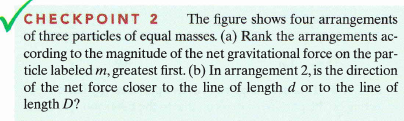 CHECKPOINT 2 The figure shows four arrangements
of three particles of equal masses. (a) Rank the arrangements ac-
cording to the magnitude of the net gravitational force on the par-
ticle labeled m, greatest first. (b) In arrangement 2, is the direction
of the net force closer to the line of length d or to the line of
length D?